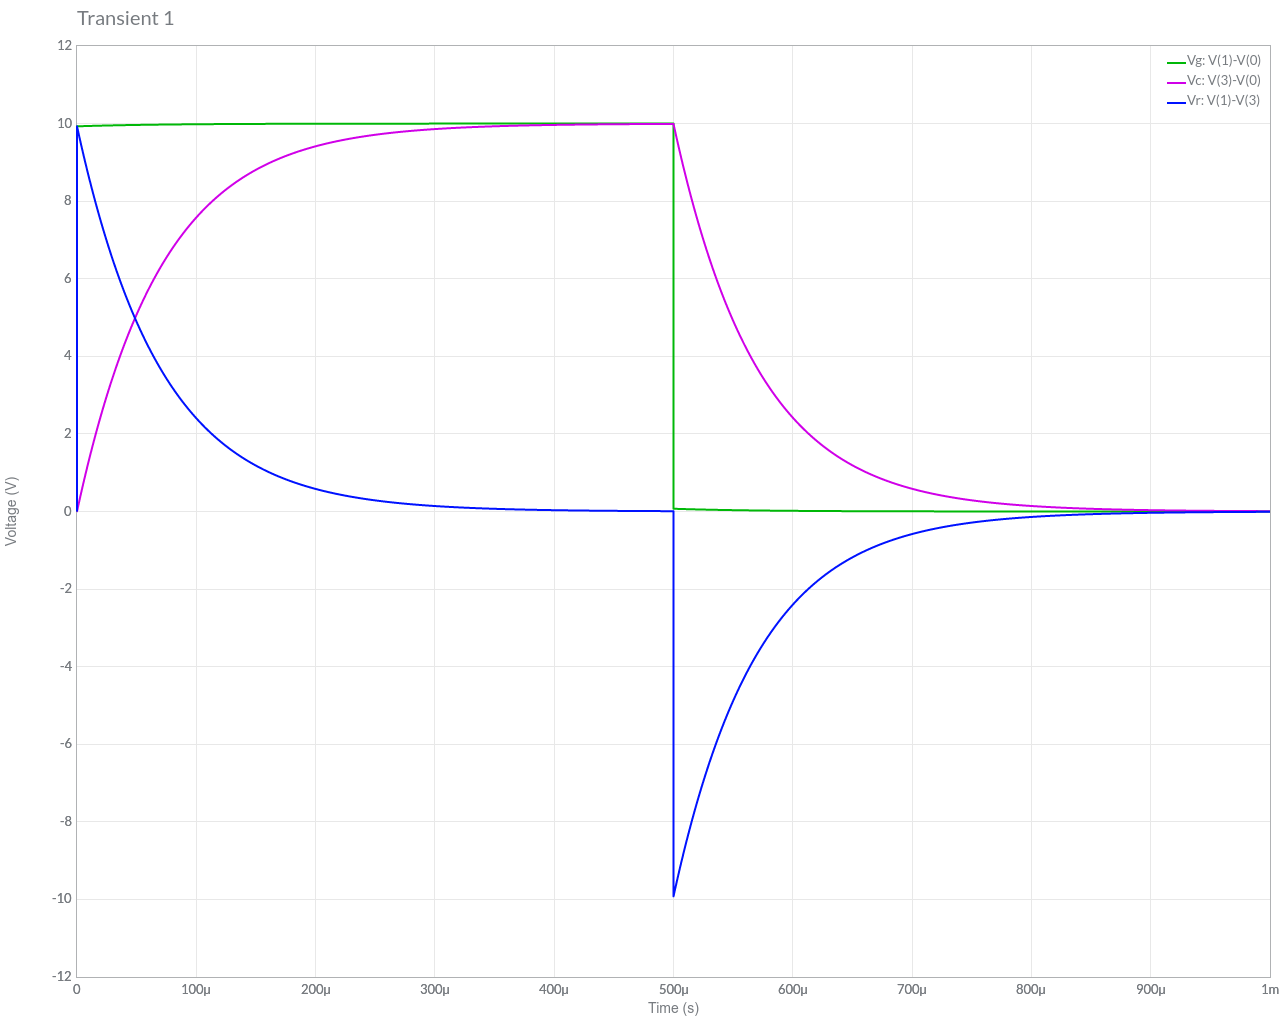 Transient 1
Vg: V(1)-V(0)
Vc: V(3)-V(0)
Vr: V(1)-V(3)
12
10
8
6
4
2
0
-2
-4
-6
-8
-10
-12
Voltage (V)
0 100µ 200µ 300µ 400µ 500µ 600µ 700µ 800µ 900µ 1m
Time (s)